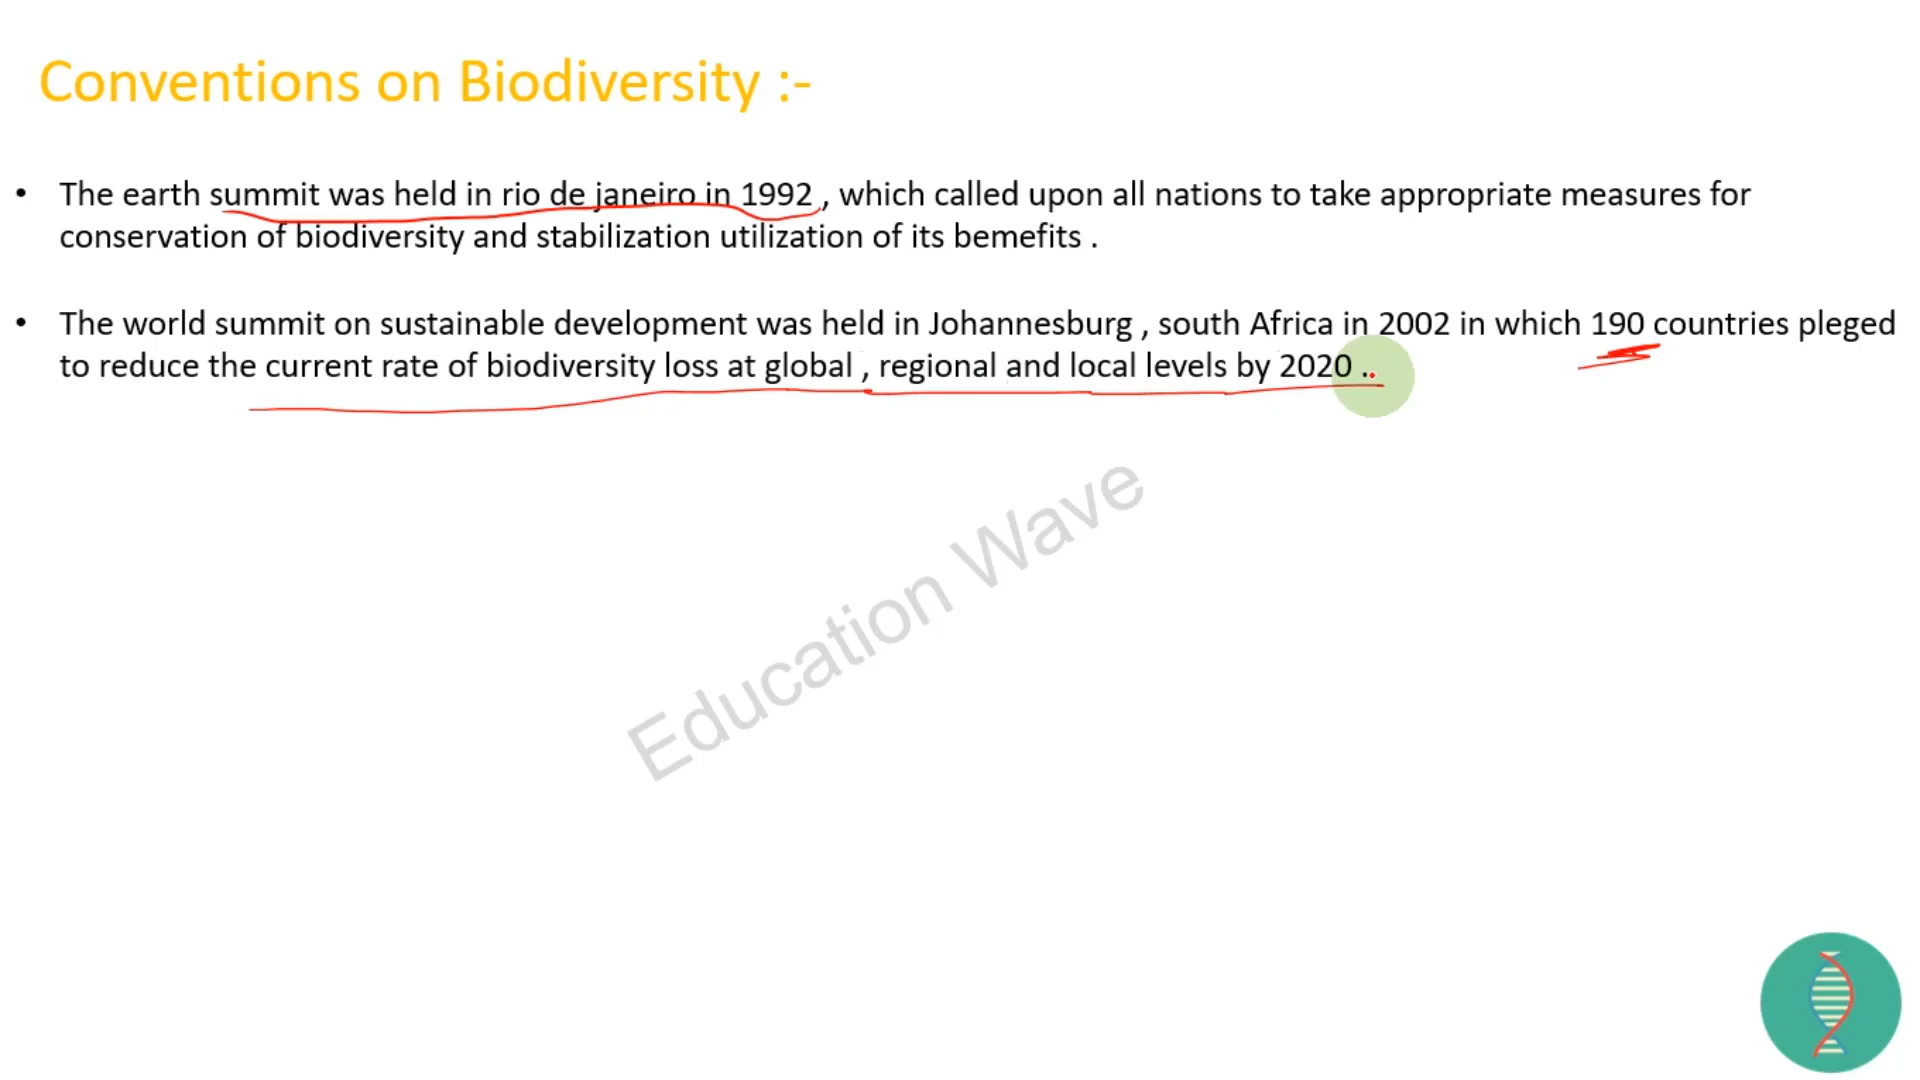 Conventions on Biodiversity :-
• The earth summit was held in rio de janeiro in 1992 , which called upon all nations to take appropriate measures for
conservation of biodiversity and stabilization utilization of its bemefits .
• The world summit on sustainable development was held in Johannesburg , south Africa in 2002 in which 190 countries pleged
to reduce the current rate of biodiversity loss at global , regional and local levels by 2020 ..
Education Wave